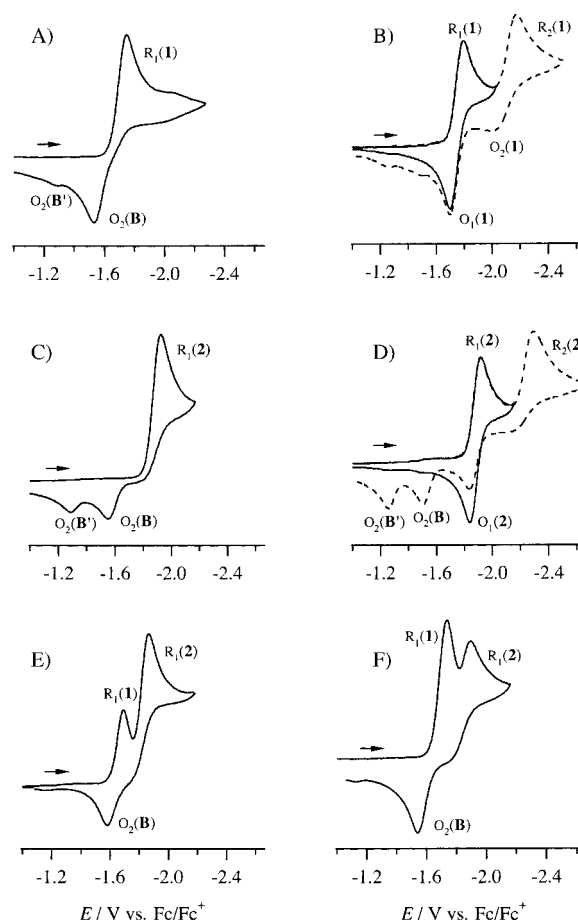 A)
R₁(1)
O₂(B')
O₂(B)
-1.2 -1.6 -2.0 -2.4
B)
R₁(1)
R₂(1)
O₂(1)
O₁(1)
-1.2 -1.6 -2.0 -2.4
C)
R₁(2)
O₂(B')
O₂(B)
-1.2 -1.6 -2.0 -2.4
D)
R₁(2)
R₂(2
O₂(B')
O₂(B)
O₁(2)
-1.2 -1.6 -2.0 -2.4
E)
R₁(1)
R₁(2)
O₂(B)
-1.2 -1.6 -2.0 -2.4
E / V vs. Fc/Fc⁺
F)
R₁(1)
R₁(2)
O₂(B)
-1.2 -1.6 -2.0 -2.4
E / V vs. Fc/Fc⁺